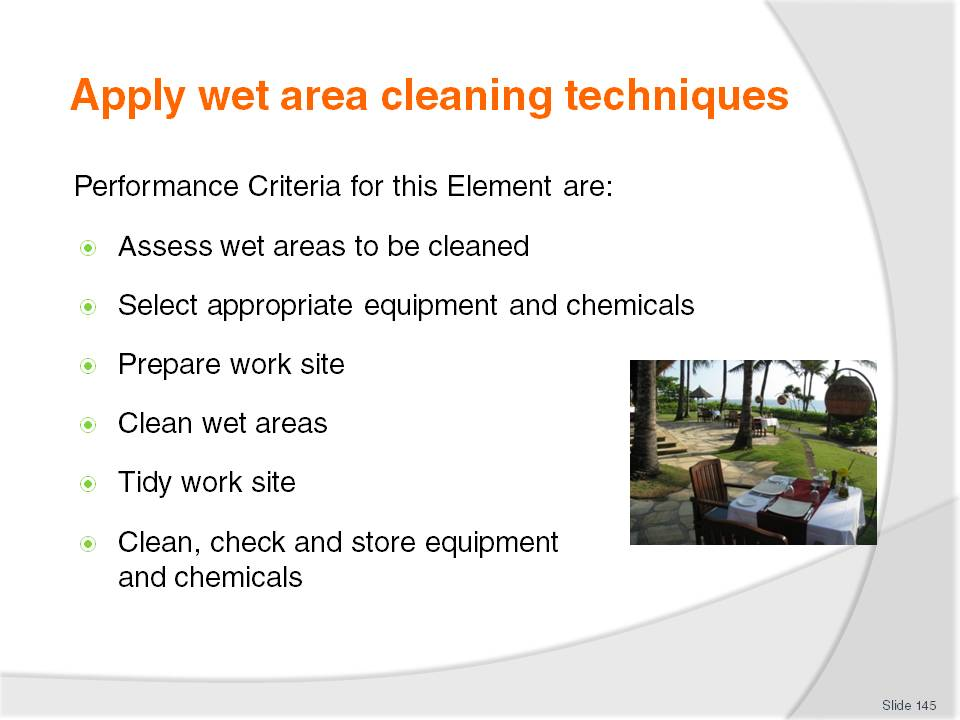 Apply wet area cleaning techniques
Performance Criteria for this Element are:
Assess wet areas to be cleaned
Select appropriate equipment and chemicals
Prepare work site
Clean wet areas
Tidy work site
Clean, check and store equipment
and chemicals
Slide 145